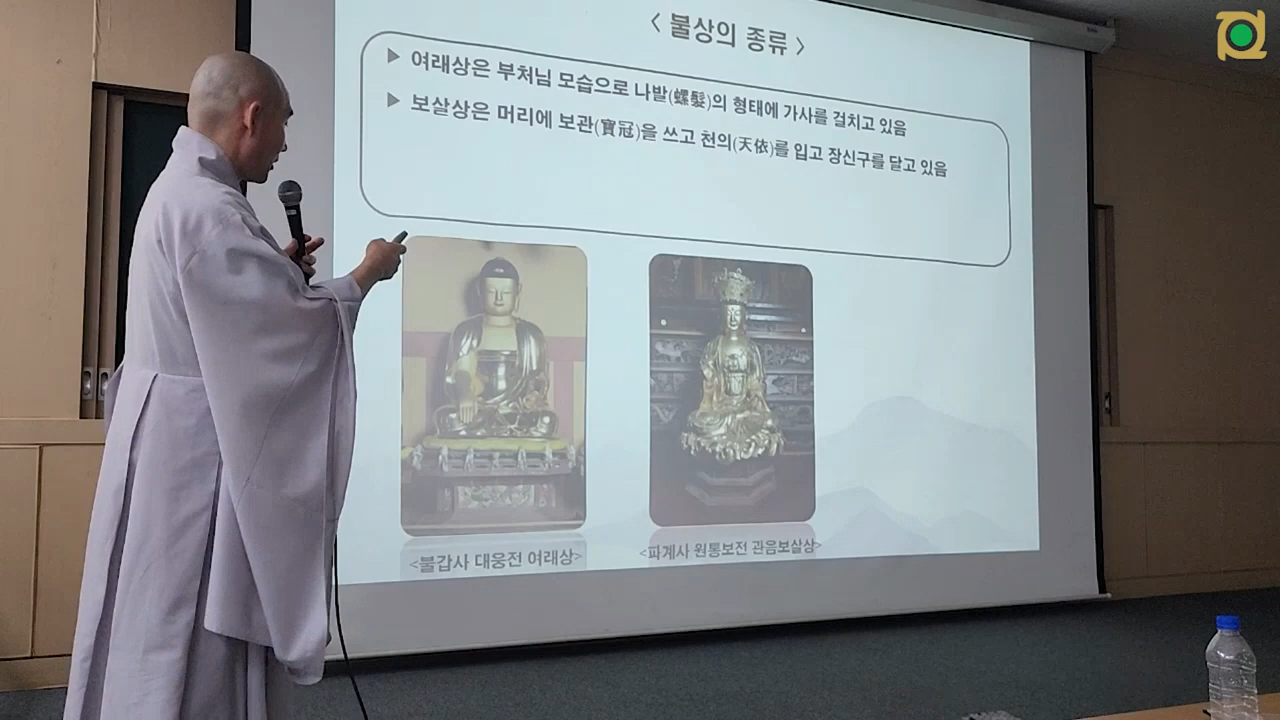 < 불상의 종류 >
▶ 여래상은 부처님 모습으로 나발(螺髮)의 형태에 가사를 걸치고 있음
▶ 보살상은 머리에 보관(寶冠)을 쓰고 천의(天依)를 입고 장신구를 달고 있음
<불갑사 대웅전 여래상>
<파계사 원통보전 관음보살상>